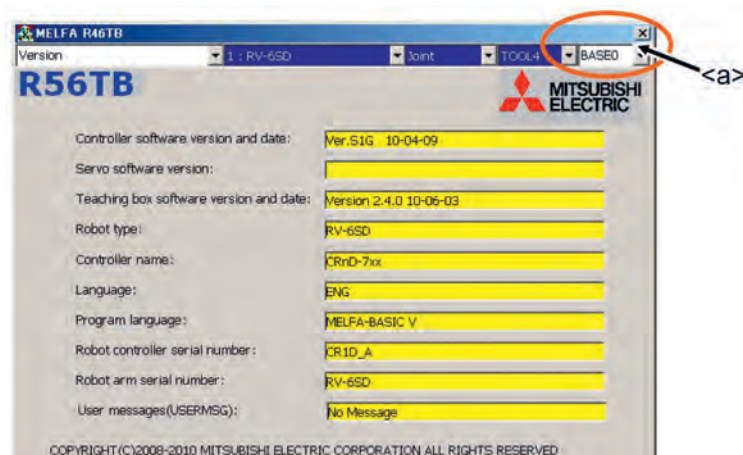 MELFA R46TB
Version 1 : RV-6SD Joint TOOL4 BASE0
<a>
R56TB
MITSUBISHI
ELECTRIC
Controller software version and date: Ver.S1G 10-04-09
Servo software version:
Teaching box software version and date: Version 2.4.0 10-06-03
Robot type: RV-6SD
Controller name: CRnD-7xx
Language: ENG
Program language: MELFA-BASIC V
Robot controller serial number: CR1D_A
Robot arm serial number: RV-6SD
User messages(USERMSG): No Message
COPYRIGHT(C)2008-2010 MITSUBISHI ELECTRIC CORPORATION ALL RIGHTS RESERVED